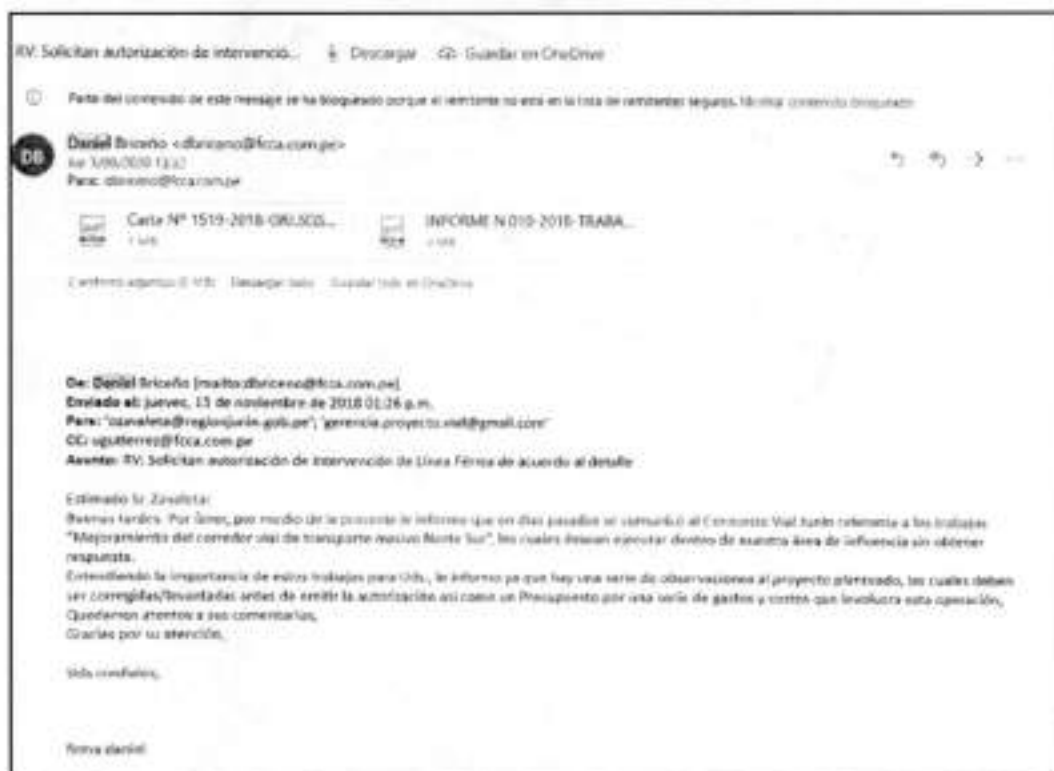 RV: Solicitan autorización de intervenció... Descargar Guardar en OneDrive
Parte del contenido de este mensaje se ha bloqueado porque el remitente no está en la lista de remitentes seguros. Mostrar contenido bloqueado
DB
Daniel Briceño <dbriceno@fcca.com.pe>
Para: dbriceno@fcca.com.pe
Carta Nº 1519-2018-GRJ,SGS...
INFORME N 010-2018-TRABA...
Descargar todo Guardar todo en OneDrive
De: Daniel Briceño [mailto:dbriceno@fcca.com.pe]
Enviado el: jueves, 15 de noviembre de 2018 01:26 p.m.
Para: 'ozavaleta@regionjunin.gob.pe'; 'gerencia.proyecto.vial@gmail.com'
CC: ugutierrez@fcca.com.pe
Asunto: RV: Solicitan autorización de intervención de Línea Férrea de acuerdo al detalle
Estimado Sr. Zavaleta:
Buenas tardes. Por favor, por medio de la presente le informo que en días pasados se comunicó al Consorcio Vial Junín referente a los trabajos
"Mejoramiento del corredor vial de transporte masivo Norte Sur", los cuales desean ejecutar dentro de nuestra área de influencia sin obtener
respuesta.
Entendiendo la importancia de estos trabajos para Uds., le informo ya que hay una serie de observaciones al proyecto planteado, las cuales deben
ser corregidas/levantadas antes de emitir la autorización así como un Presupuesto por una serie de gastos y costos que involucra esta operación,
Quedamos atentos a sus comentarios,
Gracias por su atención,
Slds cordiales,
firma daniel